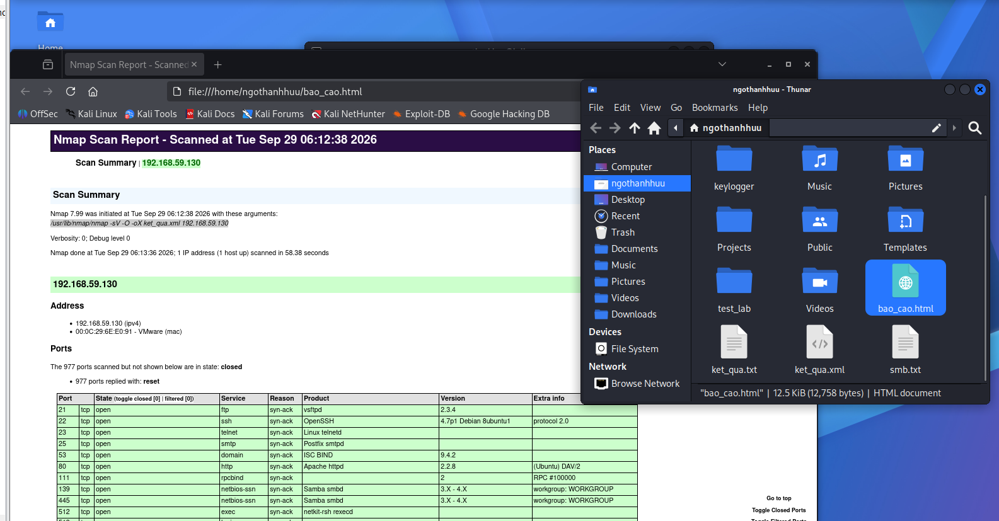 Home
Nmap Scan Report - Scanned
file:///home/ngothanhhuu/bao_cao.html
OffSec Kali Linux Kali Tools Kali Docs Kali Forums Kali NetHunter Exploit-DB Google Hacking DB
Nmap Scan Report - Scanned at Tue Sep 29 06:12:38 2026
Scan Summary | 192.168.59.130
Scan Summary
Nmap 7.99 was initiated at Tue Sep 29 06:12:38 2026 with these arguments:
/usr/lib/nmap/nmap -sV -O -oX ket_qua.xml 192.168.59.130
Verbosity: 0; Debug level 0
Nmap done at Tue Sep 29 06:13:36 2026; 1 IP address (1 host up) scanned in 58.38 seconds
192.168.59.130
Address
192.168.59.130 (ipv4)
00:0C:29:6E:E0:91 - VMware (mac)
Ports
The 977 ports scanned but not shown below are in state: closed
977 ports replied with: reset
Port State (toggle closed [0] | filtered [0]) Service Reason Product Version Extra info
21 tcp open ftp syn-ack vsftpd 2.3.4
22 tcp open ssh syn-ack OpenSSH 4.7p1 Debian 8ubuntu1 protocol 2.0
23 tcp open telnet syn-ack Linux telnetd
25 tcp open smtp syn-ack Postfix smtpd
53 tcp open domain syn-ack ISC BIND 9.4.2
80 tcp open http syn-ack Apache httpd 2.2.8 (Ubuntu) DAV/2
111 tcp open rpcbind syn-ack 2 RPC #100000
139 tcp open netbios-ssn syn-ack Samba smbd 3.X - 4.X workgroup: WORKGROUP
445 tcp open netbios-ssn syn-ack Samba smbd 3.X - 4.X workgroup: WORKGROUP
512 tcp open exec syn-ack netkit-rsh rexecd
Go to top
Toggle Closed Ports
Toggle Filtered Ports
ngothanhhuu - Thunar
File Edit View Go Bookmarks Help
ngothanhhuu
Places
Computer
ngothanhhuu
Desktop
Recent
Trash
Documents
Music
Pictures
Videos
Downloads
Devices
File System
Network
Browse Network
keylogger Music Pictures
Projects Public Templates
test_lab Videos bao_cao.html
ket_qua.txt ket_qua.xml smb.txt
"bao_cao.html" | 12.5 KiB (12,758 bytes) | HTML document